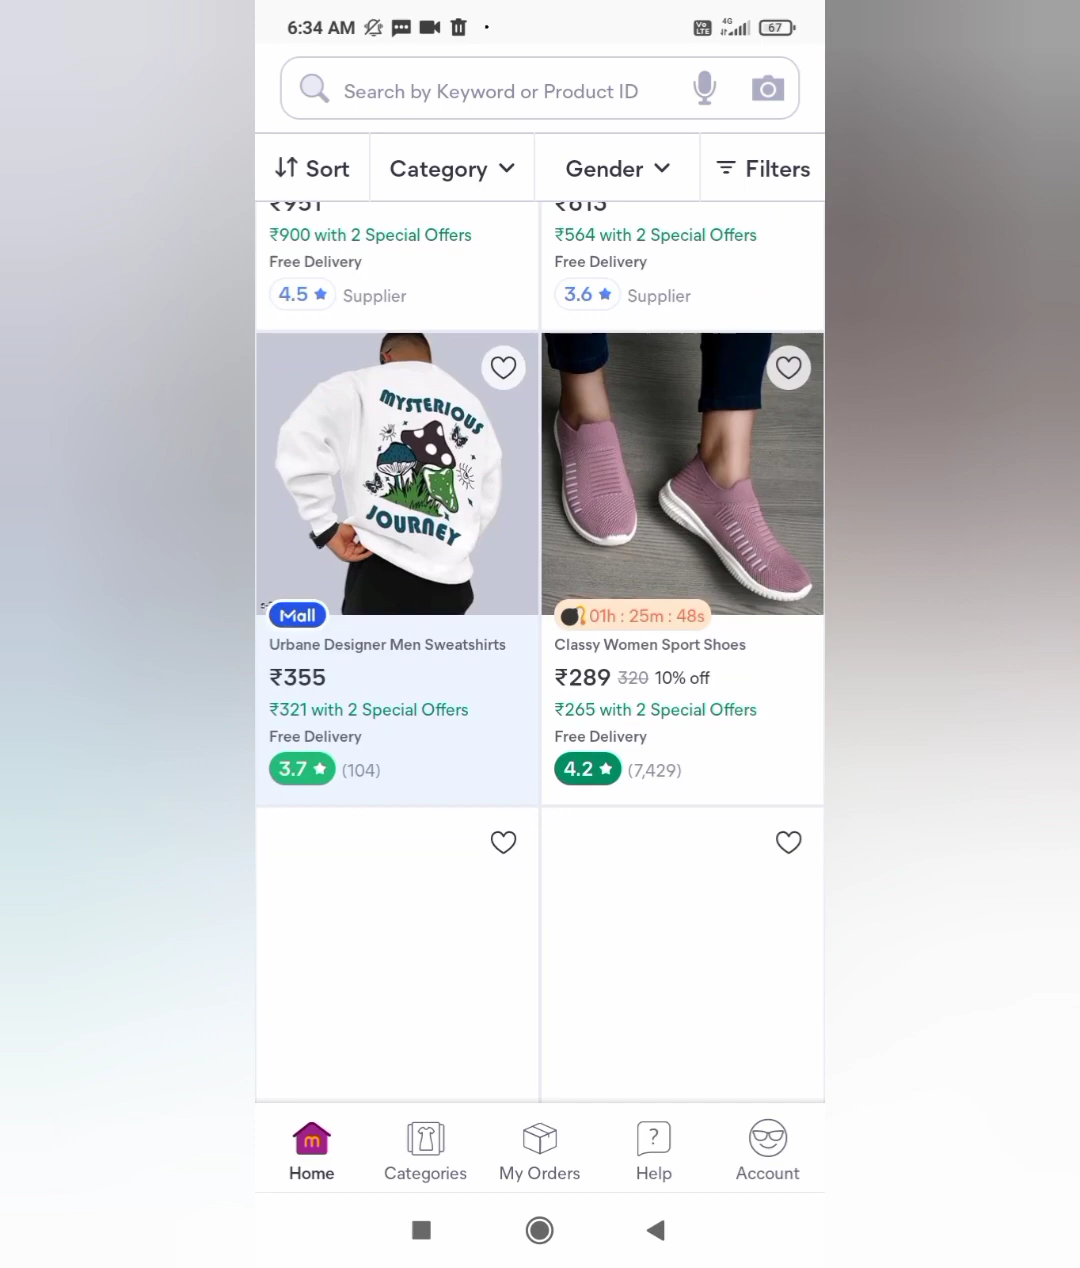 6:34 AM
Vo LTE 4G 67
Search by Keyword or Product ID
Sort Category Gender Filters
₹951 ₹615
₹900 with 2 Special Offers
Free Delivery
4.5 Supplier
₹564 with 2 Special Offers
Free Delivery
3.6 Supplier
MYSTERIOUS
JOURNEY
Mall
Urbane Designer Men Sweatshirts
₹355
₹321 with 2 Special Offers
Free Delivery
3.7 (104)
01h : 25m : 48s
Classy Women Sport Shoes
₹289 320 10% off
₹265 with 2 Special Offers
Free Delivery
4.2 (7,429)
m
Home Categories My Orders Help Account